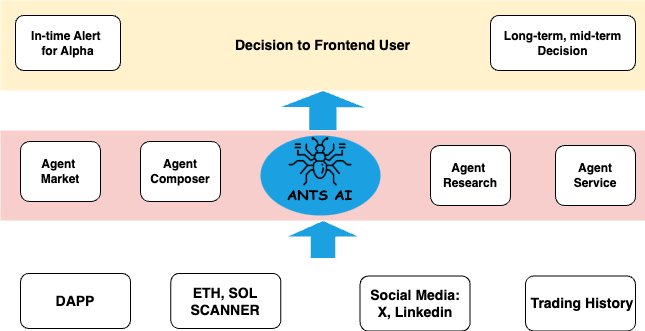 In-time Alert
for Alpha
Decision to Frontend User
Long-term, mid-term
Decision
Agent
Market
Agent
Composer
ANTS AI
Agent
Research
Agent
Service
DAPP
ETH, SOL
SCANNER
Social Media:
X, Linkedin
Trading History